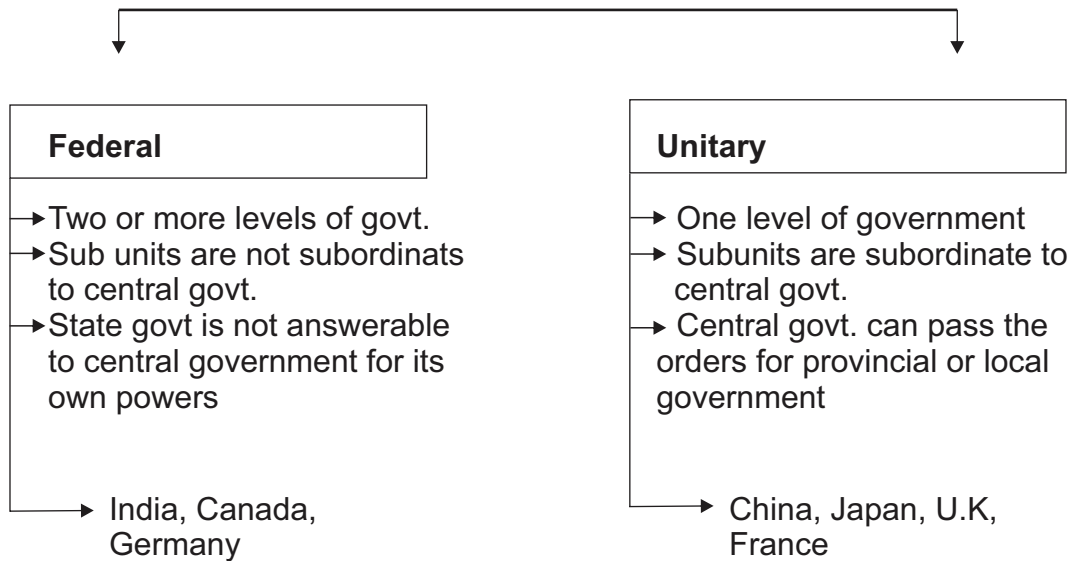 Federal
Two or more levels of govt.
Sub units are not subordinats
to central govt.
State govt is not answerable
to central government for its
own powers
India, Canada,
Germany
Unitary
One level of government
Subunits are subordinate to
central govt.
Central govt. can pass the
orders for provincial or local
government
China, Japan, U.K,
France